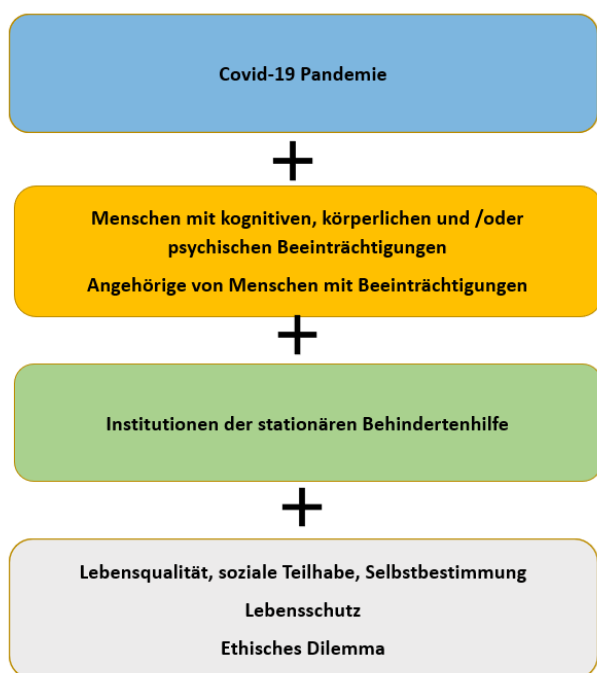 Covid-19 Pandemie
+
Menschen mit kognitiven, körperlichen und /oder
psychischen Beeinträchtigungen
Angehörige von Menschen mit Beeinträchtigungen
+
Institutionen der stationären Behindertenhilfe
+
Lebensqualität, soziale Teilhabe, Selbstbestimmung
Lebensschutz
Ethisches Dilemma